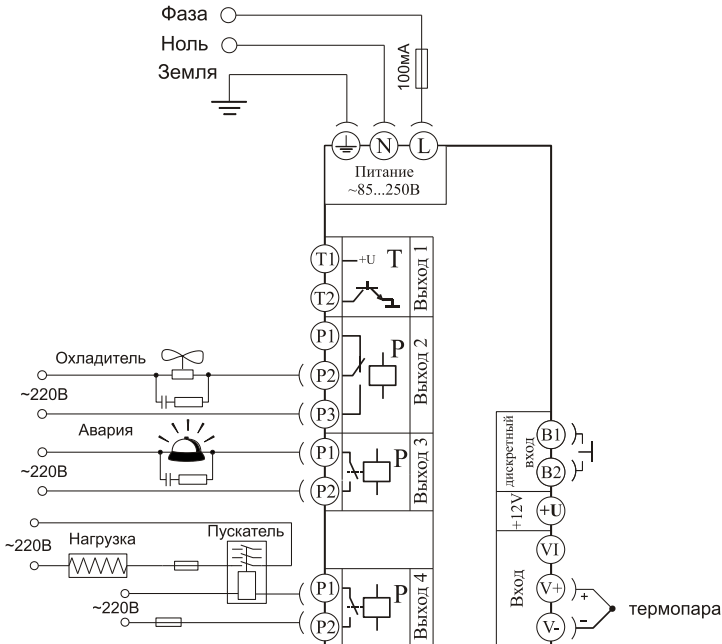 Фаза
Ноль
Земля
100мА
N
L
Питание
~85...250В
T1
+U
T
T2
Выход 1
P1
P2
P3
P
Выход 2
Охладитель
~220В
Авария
~220В
P1
P2
P
Выход 3
Пускатель
Нагрузка
~220В
~220В
P1
P2
P
Выход 4
дискретный
вход
B1
B2
+12V
+U
VI
Вход
V+
V-
+
−
термопара